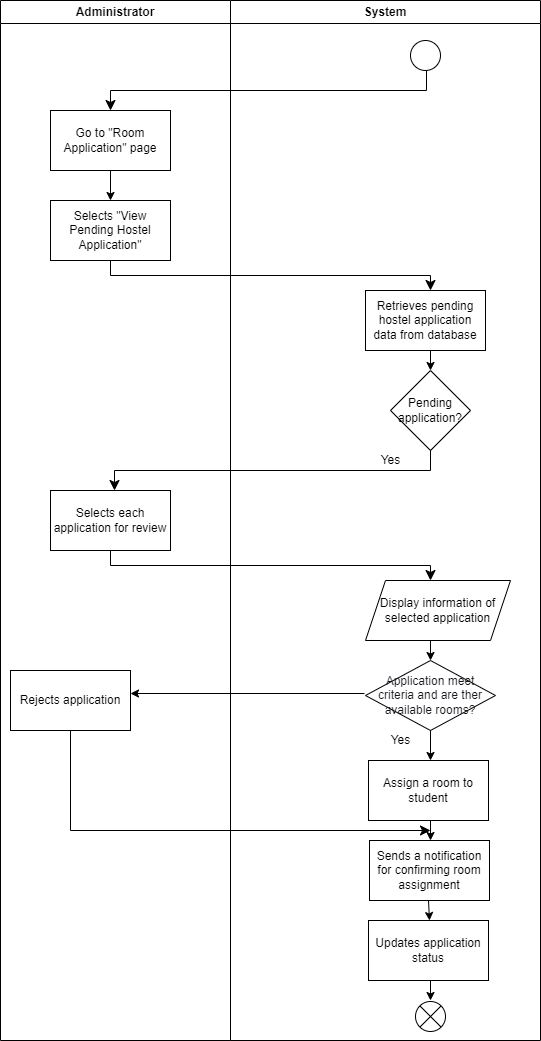 Administrator
System
Go to "Room
Application" page
Selects "View
Pending Hostel
Application"
Retrieves pending
hostel application
data from database
Pending
application?
Yes
Selects each
application for review
Display information of
selected application
Application meet
criteria and are ther
available rooms?
Rejects application
Yes
Assign a room to
student
Sends a notification
for confirming room
assignment
Updates application
status